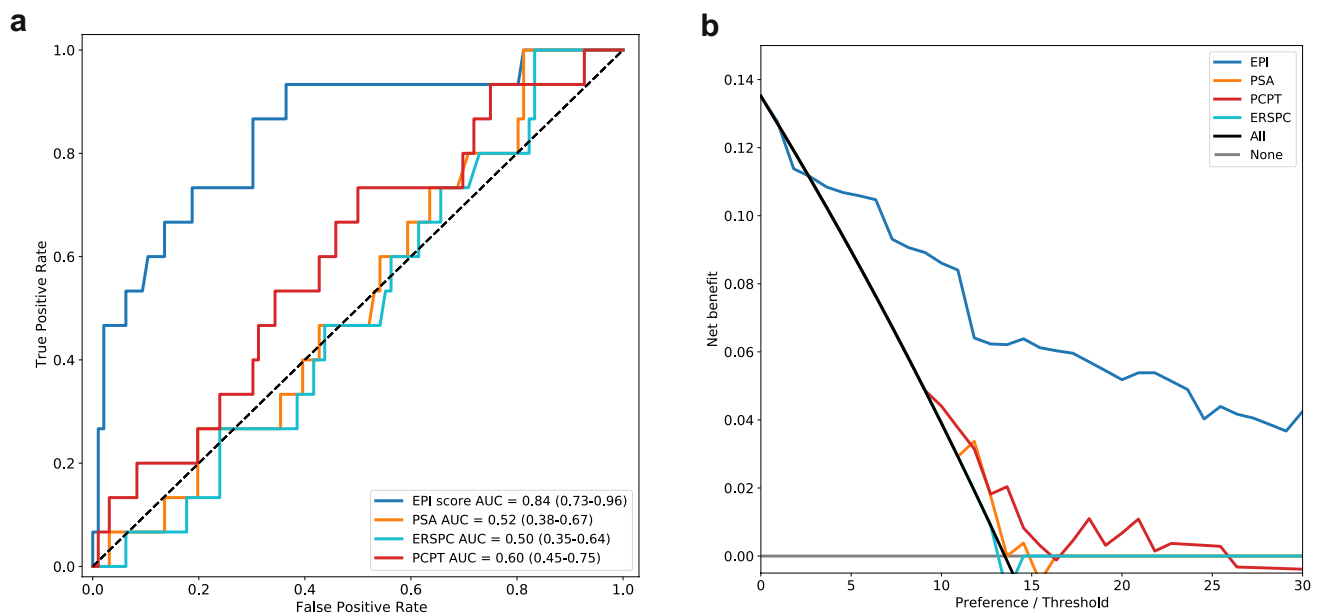 a
1.0
0.8
0.6
0.4
0.2
0.0
True Positive Rate
0.0 0.2 0.4 0.6 0.8 1.0
False Positive Rate
EPI score AUC = 0.84 (0.73-0.96)
PSA AUC = 0.52 (0.38-0.67)
ERSPC AUC = 0.50 (0.35-0.64)
PCPT AUC = 0.60 (0.45-0.75)
b
0.14
0.12
0.10
0.08
0.06
0.04
0.02
0.00
Net benefit
0 5 10 15 20 25 30
Preference / Threshold
EPI
PSA
PCPT
ERSPC
All
None